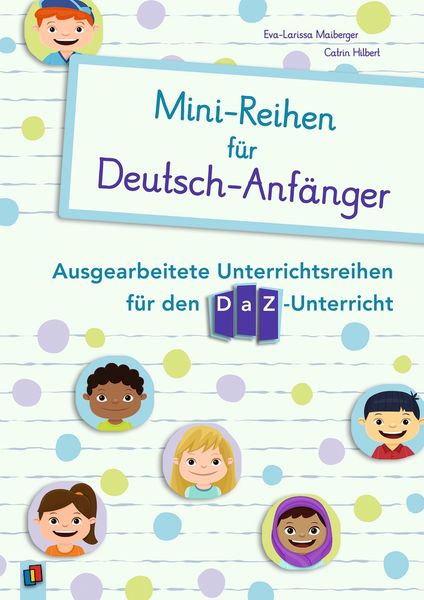 Eva-Larissa Maiberger
Catrin Hilbert
Mini-Reihen
für
Deutsch-Anfänger
Ausgearbeitete Unterrichtsreihen
für den DaZ-Unterricht